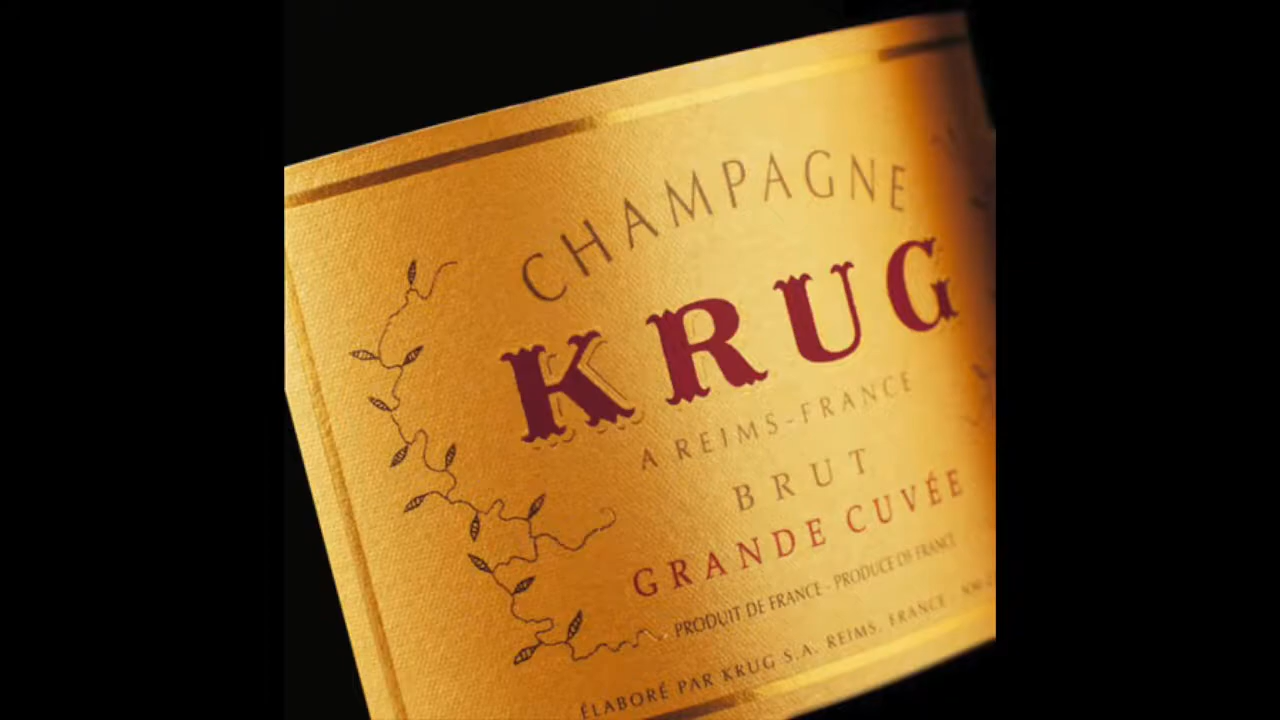 CHAMPAGNE
KRUG
A REIMS-FRANCE
BRUT
GRANDE CUVÉE
PRODUIT DE FRANCE - PRODUCE OF FRANCE
ÉLABORÉ PAR KRUG S.A. REIMS, FRANCE